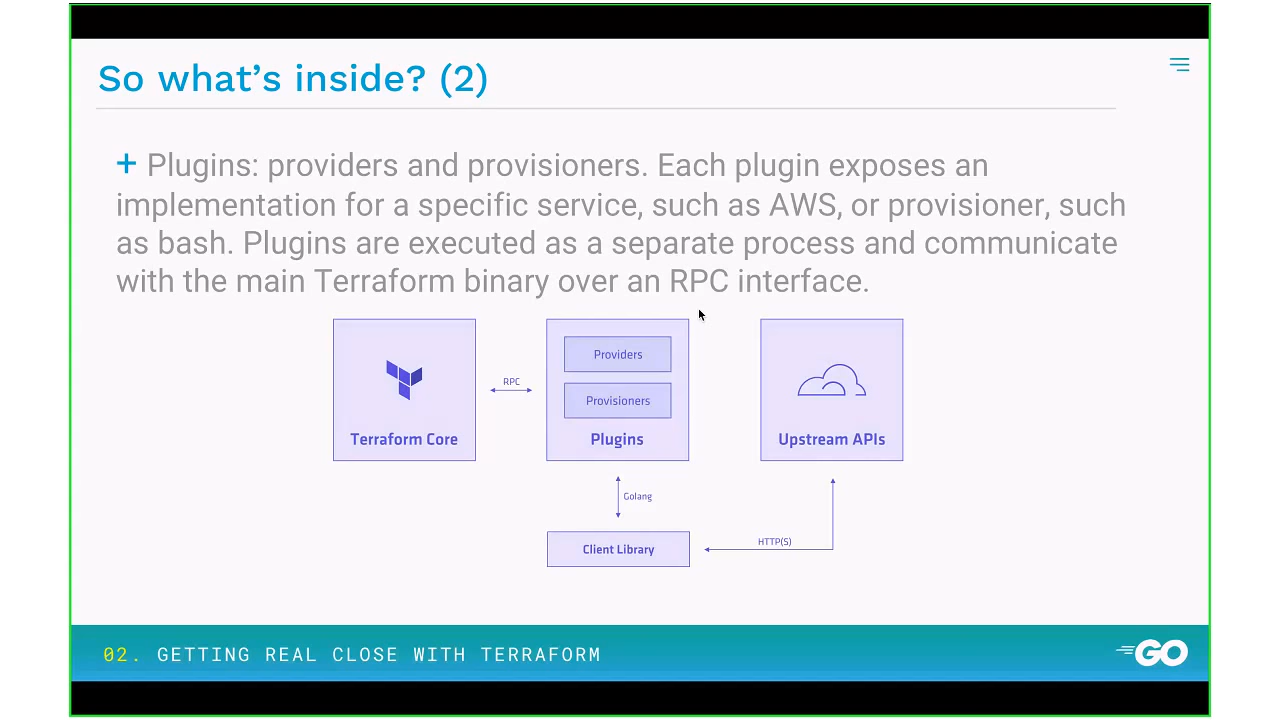 So what's inside? (2)
+ Plugins: providers and provisioners. Each plugin exposes an
implementation for a specific service, such as AWS, or provisioner, such
as bash. Plugins are executed as a separate process and communicate
with the main Terraform binary over an RPC interface.
Terraform Core
RPC
Providers
Provisioners
Plugins
Upstream APIs
Golang
Client Library
HTTP(S)
02. GETTING REAL CLOSE WITH TERRAFORM
GO